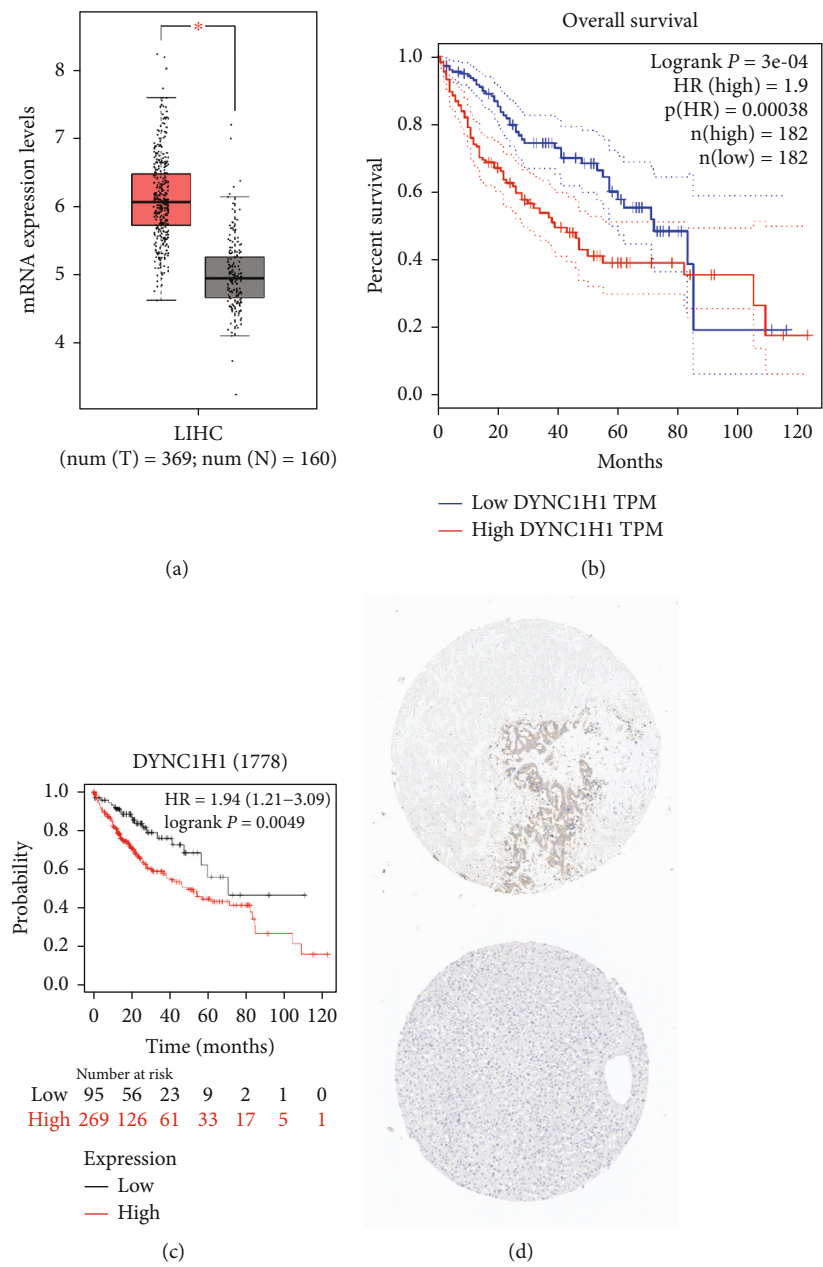 *
8
7
6
5
4
mRNA expression levels
LIHC
(num (T) = 369; num (N) = 160)
(a)
Overall survival
Logrank P = 3e-04
HR (high) = 1.9
p(HR) = 0.00038
n(high) = 182
n(low) = 182
1.0
0.8
0.6
0.4
0.2
0.0
Percent survival
0 20 40 60 80 100 120
Months
Low DYNC1H1 TPM
High DYNC1H1 TPM
(b)
DYNC1H1 (1778)
HR = 1.94 (1.21–3.09)
logrank P = 0.0049
1.0
0.8
0.6
0.4
0.2
0.0
Probability
0 20 40 60 80 100 120
Time (months)
Number at risk
Low 95 56 23 9 2 1 0
High 269 126 61 33 17 5 1
Expression
Low
High
(c)
(d)